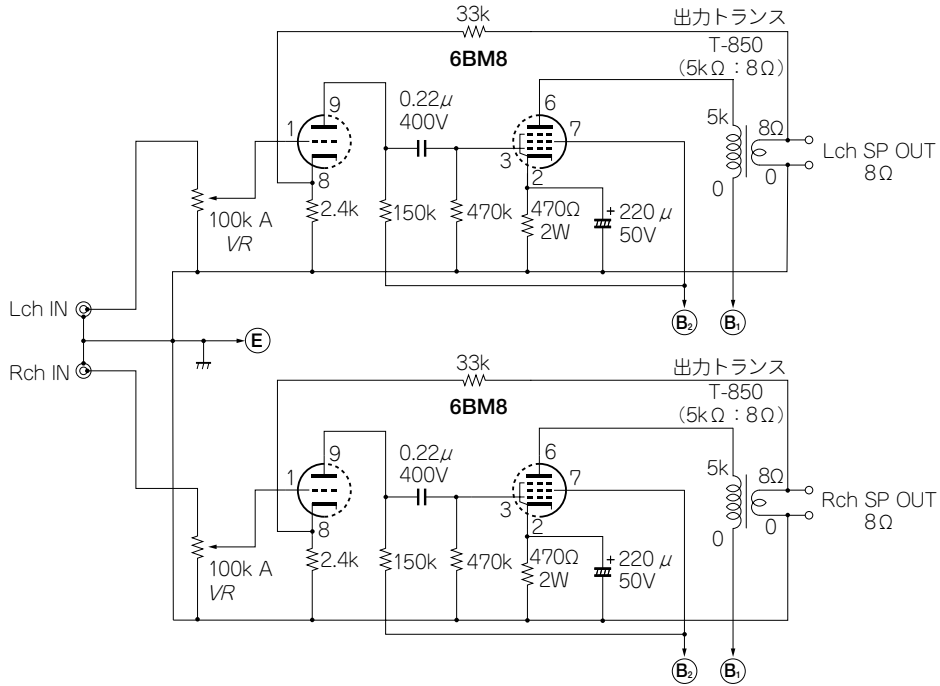 33k
出力トランス
6BM8
T-850
(5kΩ：8Ω)
9
0.22μ
400V
6
7
1
3
2
8
5k
8Ω
0
0
Lch SP OUT
8Ω
100k A
VR
2.4k
150k
470k
470Ω
2W
+
220 μ
50V
Lch IN
B₂
B₁
E
Rch IN
33k
出力トランス
6BM8
T-850
(5kΩ：8Ω)
9
0.22μ
400V
6
7
1
3
2
8
5k
8Ω
0
0
Rch SP OUT
8Ω
100k A
VR
2.4k
150k
470k
470Ω
2W
+
220 μ
50V
B₂
B₁